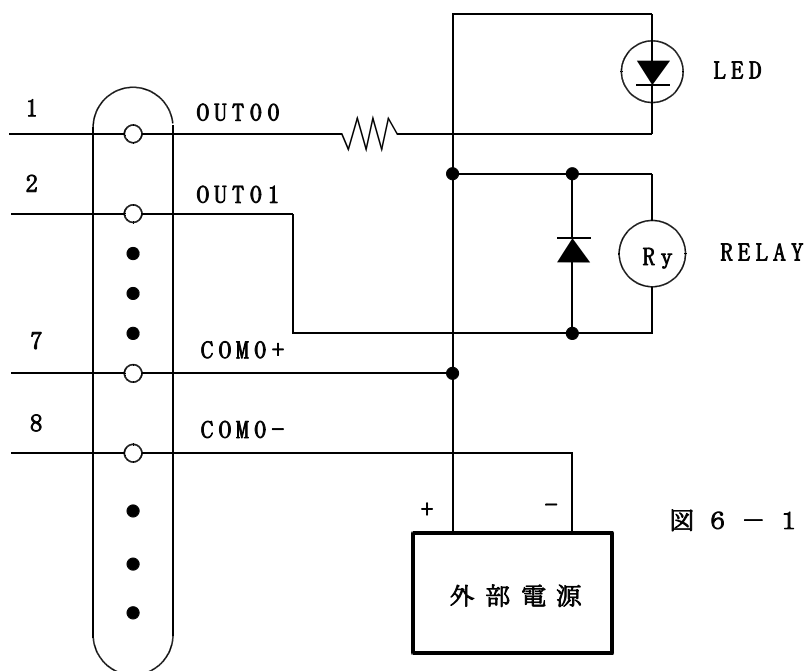 LED
1
OUT00
2
OUT01
Ry
RELAY
7
COM0+
8
COM0-
+
-
図6-1
外部電源